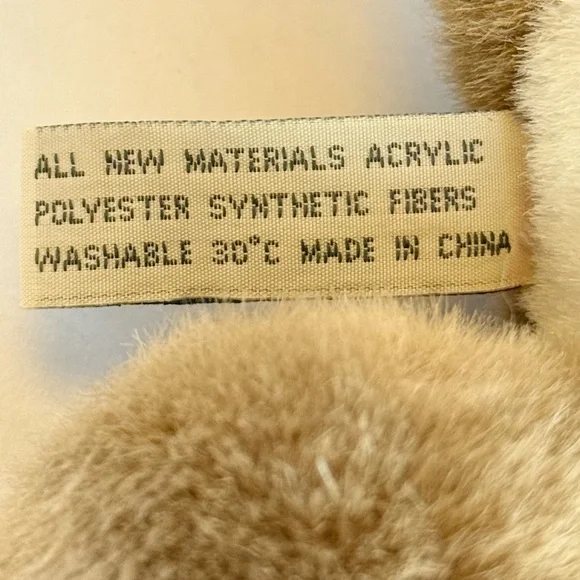 ALL NEW MATERIALS ACRYLIC
POLYESTER SYNTHETIC FIBERS
WASHABLE 30°C MADE IN CHINA